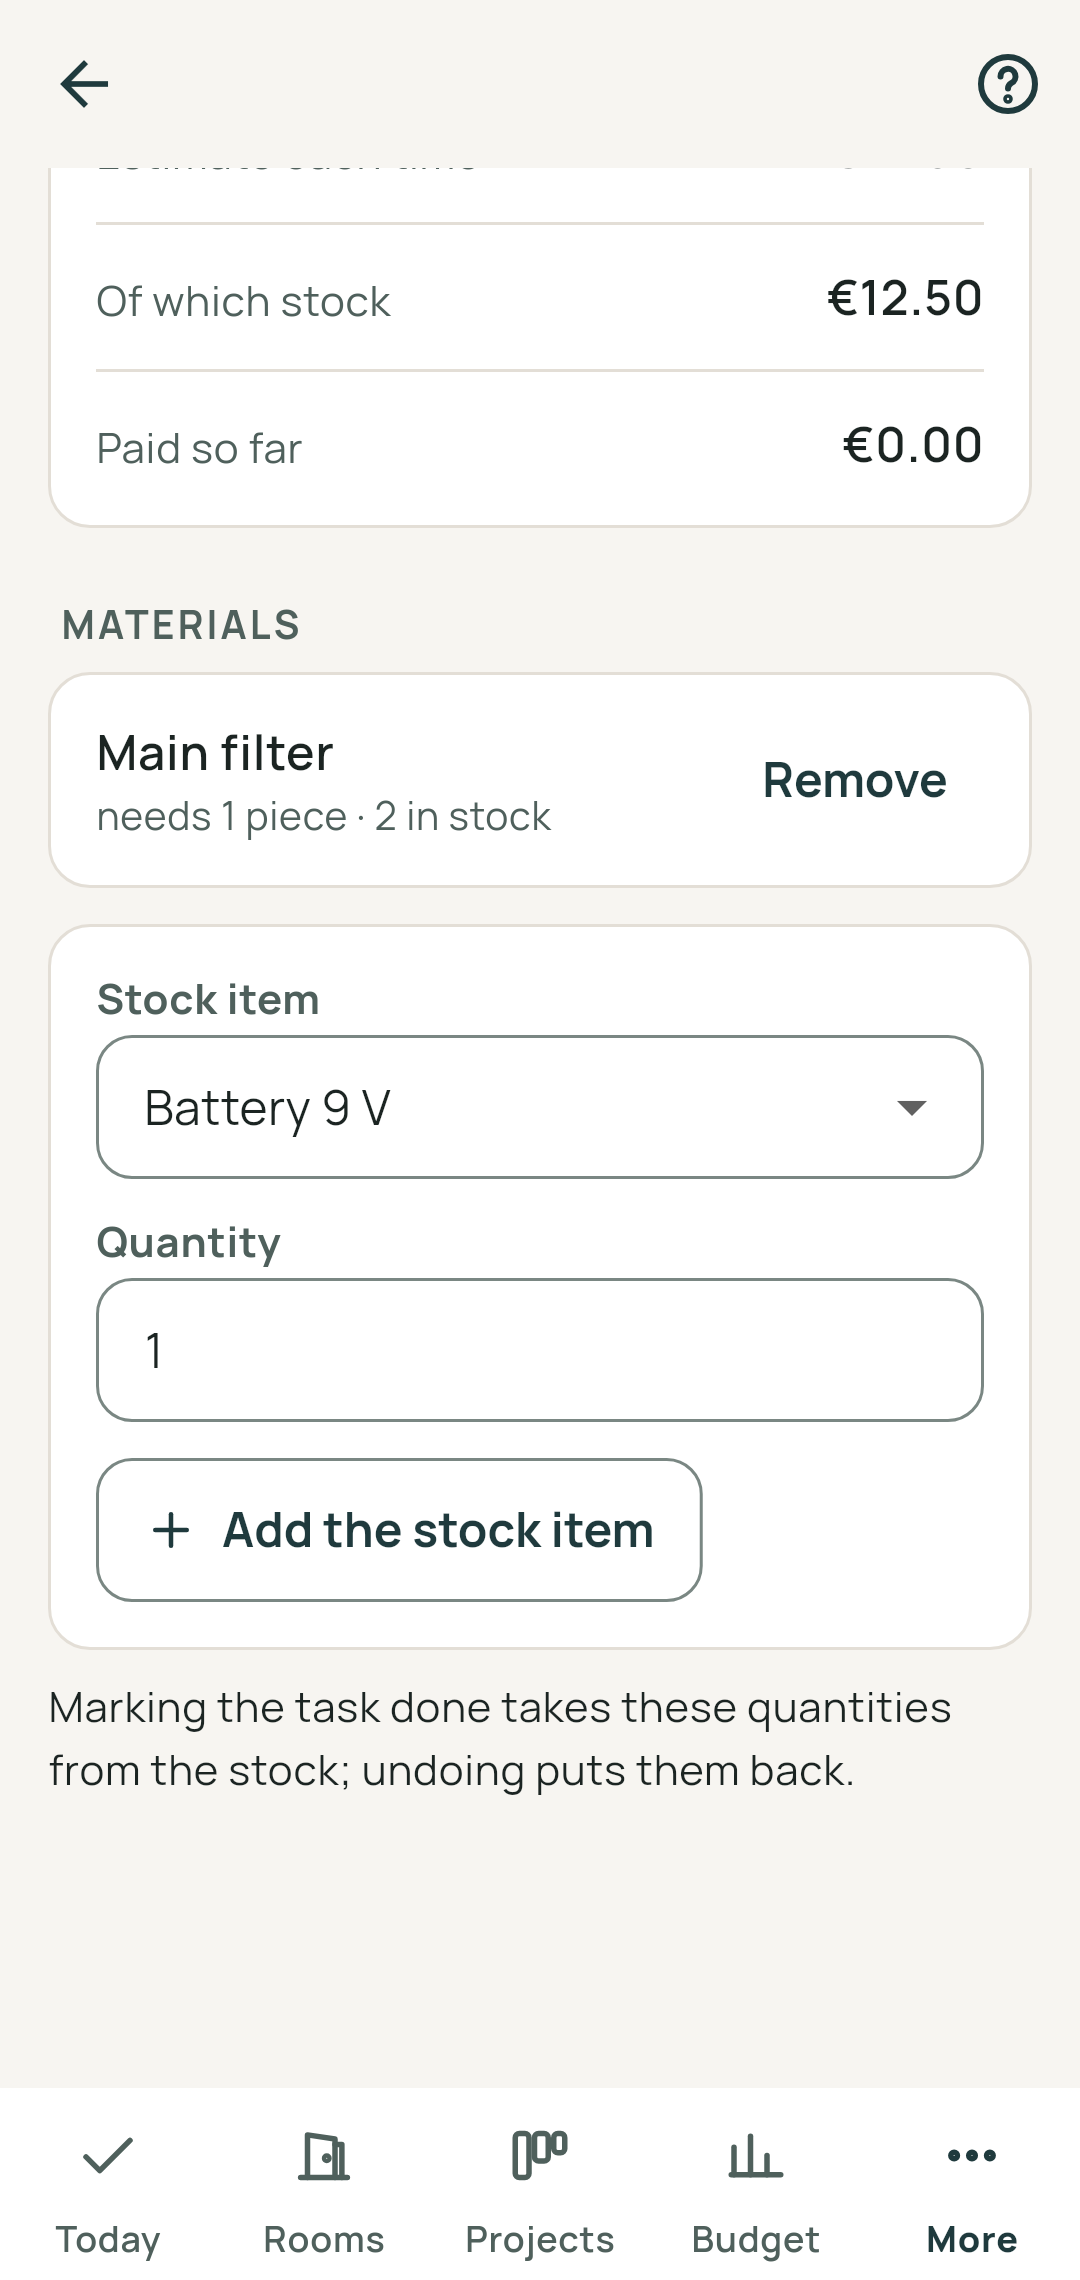 Of which stock €12.50
Paid so far €0.00
MATERIALS
Main filter
needs 1 piece · 2 in stock
Remove
Stock item
Battery 9 V
Quantity
1
+ Add the stock item
Marking the task done takes these quantities
from the stock; undoing puts them back.
Today Rooms Projects Budget More